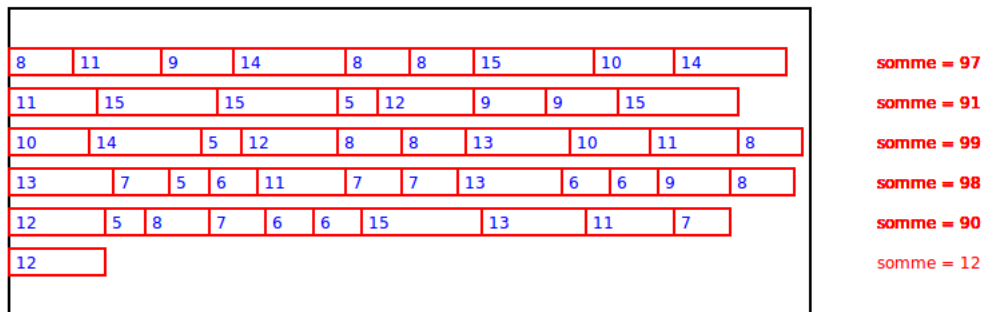 8 11 9 14 8 8 15 10 14 somme = 97
11 15 15 5 12 9 9 15 somme = 91
10 14 5 12 8 8 13 10 11 8 somme = 99
13 7 5 6 11 7 7 13 6 6 9 8 somme = 98
12 5 8 7 6 6 15 13 11 7 somme = 90
12 somme = 12